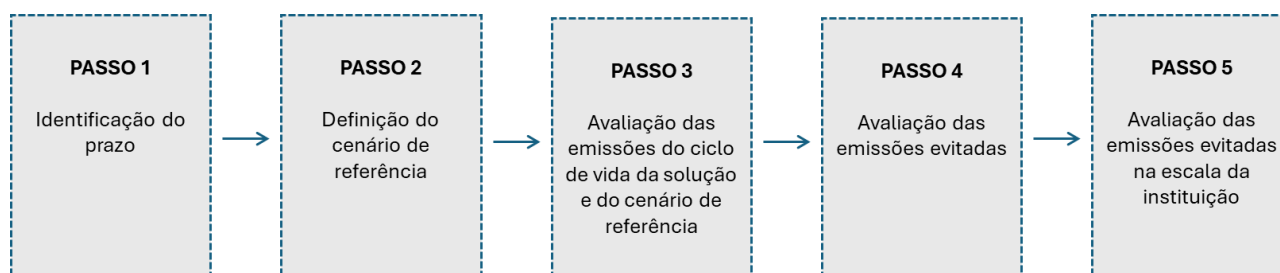 PASSO 1
Identificação do
prazo
PASSO 2
Definição do
cenário de
referência
PASSO 3
Avaliação das
emissões do ciclo
de vida da solução
e do cenário de
referência
PASSO 4
Avaliação das
emissões evitadas
PASSO 5
Avaliação das
emissões evitadas
na escala da
instituição